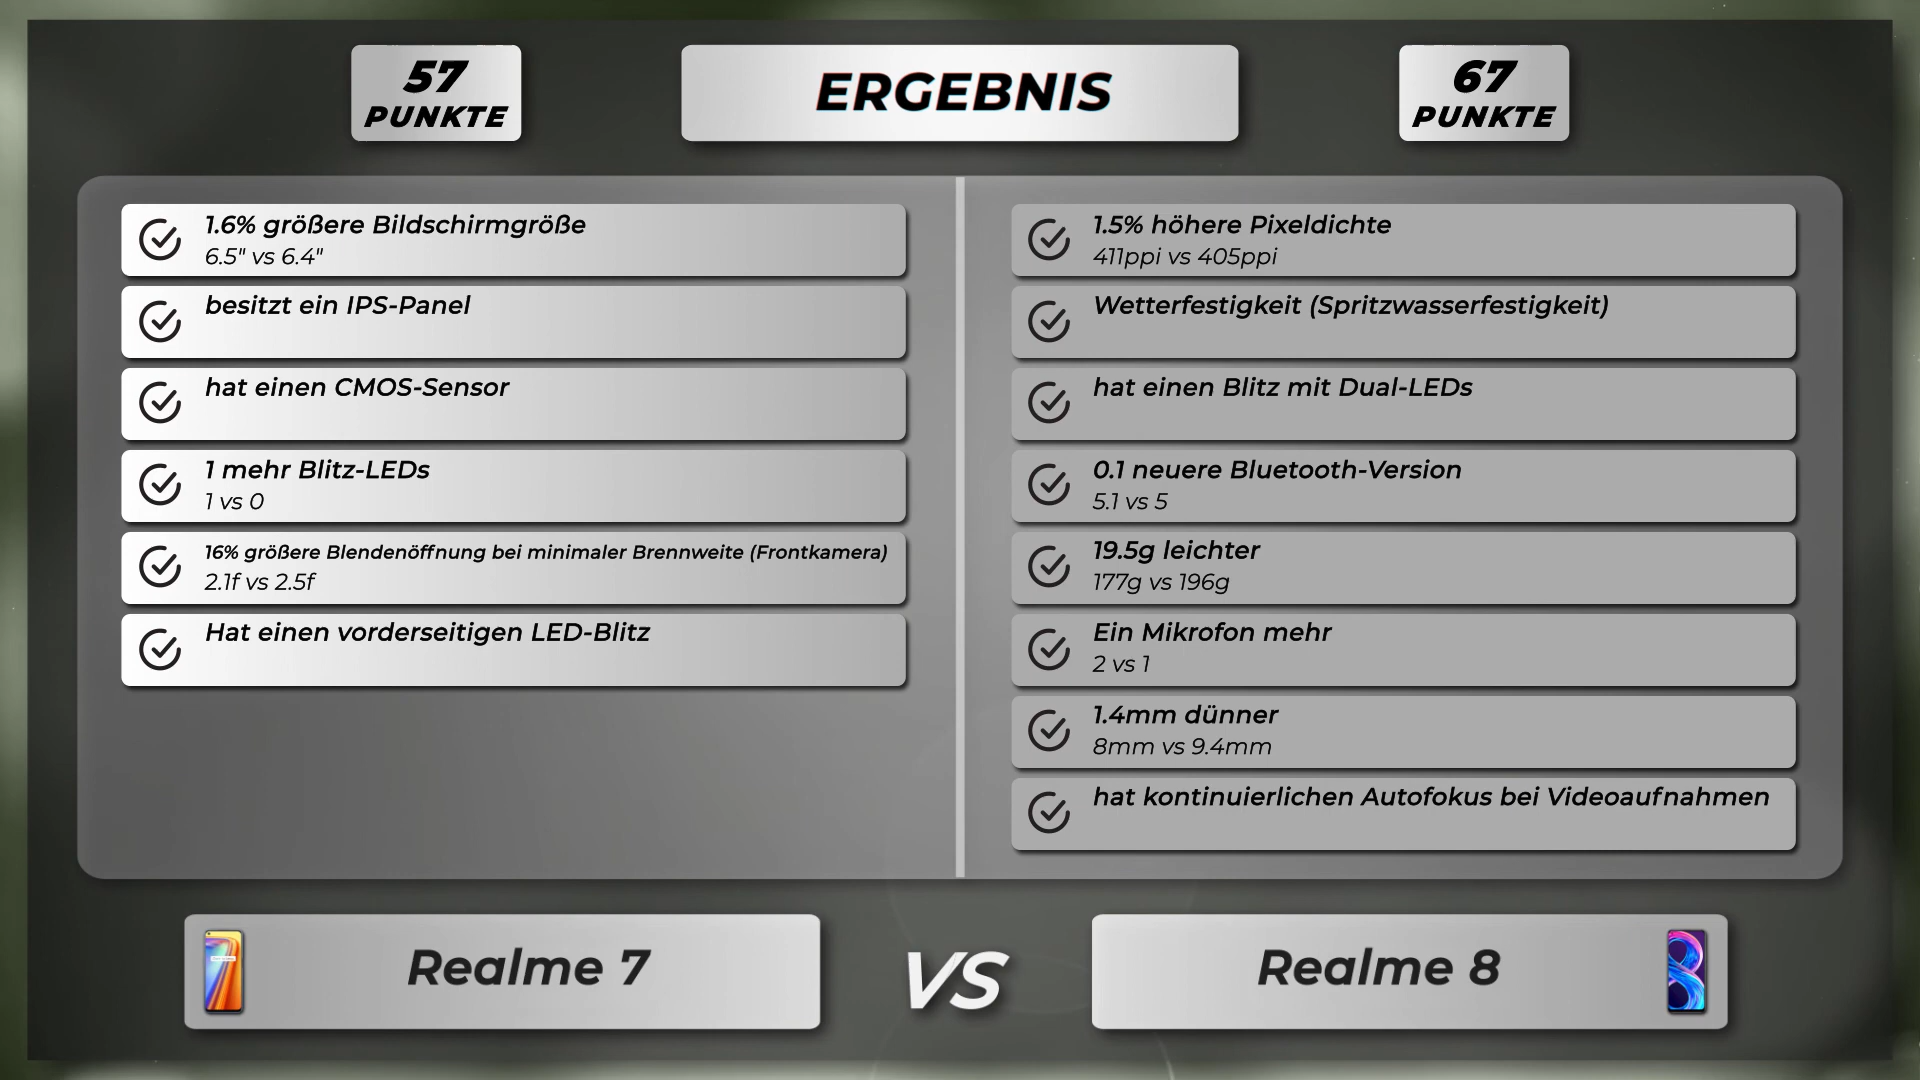 57
PUNKTE
ERGEBNIS
67
PUNKTE
1.6% größere Bildschirmgröße
6.5" vs 6.4"
besitzt ein IPS-Panel
hat einen CMOS-Sensor
1 mehr Blitz-LEDs
1 vs 0
16% größere Blendenöffnung bei minimaler Brennweite (Frontkamera)
2.1f vs 2.5f
Hat einen vorderseitigen LED-Blitz
1.5% höhere Pixeldichte
411ppi vs 405ppi
Wetterfestigkeit (Spritzwasserfestigkeit)
hat einen Blitz mit Dual-LEDs
0.1 neuere Bluetooth-Version
5.1 vs 5
19.5g leichter
177g vs 196g
Ein Mikrofon mehr
2 vs 1
1.4mm dünner
8mm vs 9.4mm
hat kontinuierlichen Autofokus bei Videoaufnahmen
Realme 7
VS
Realme 8